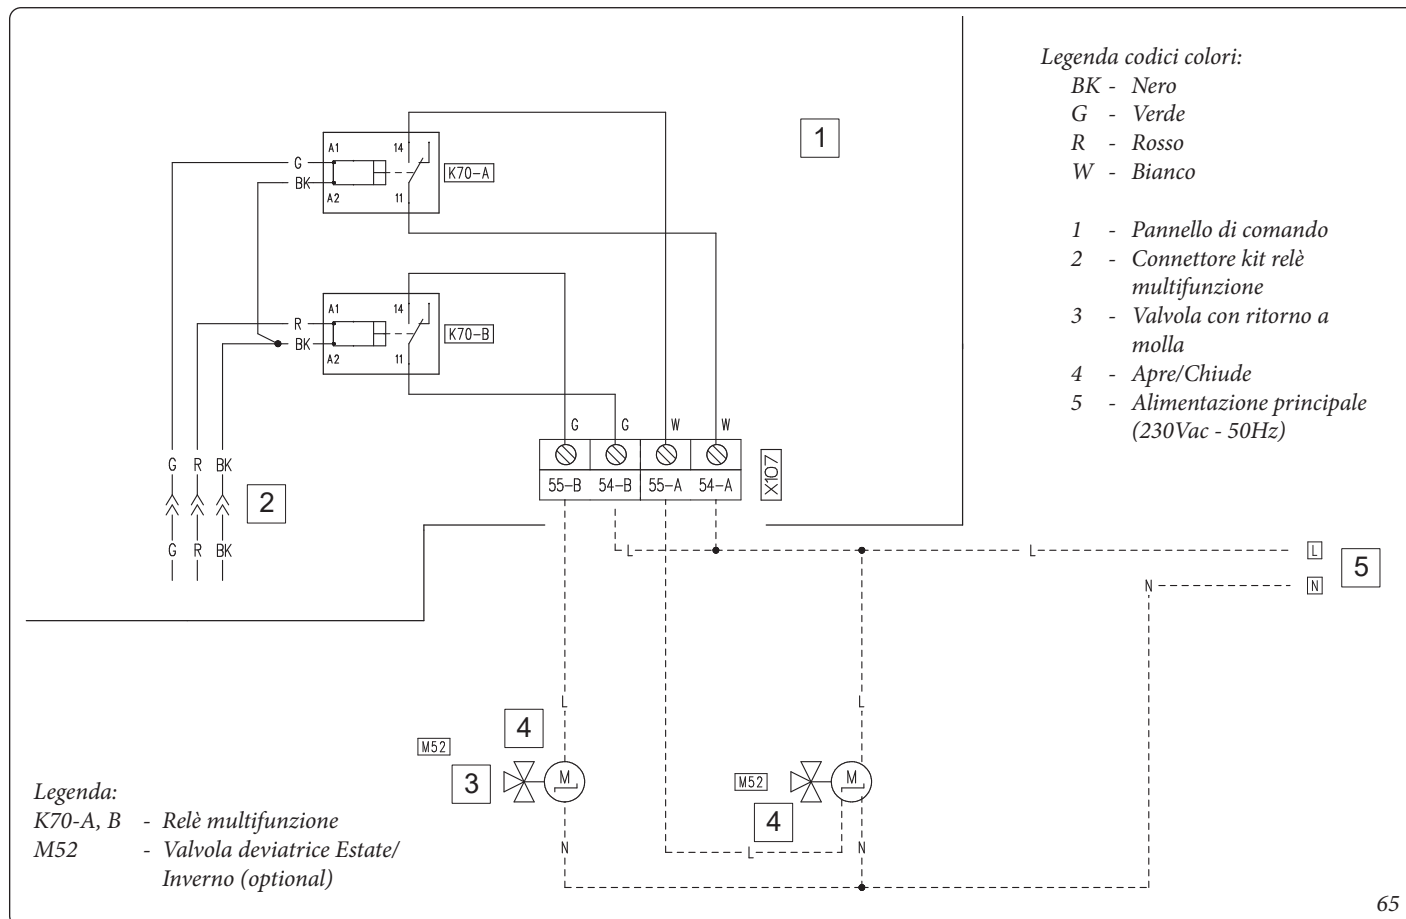 Legenda codici colori:
BK - Nero
G - Verde
R - Rosso
W - Bianco
1 - Pannello di comando
2 - Connettore kit relè
multifunzione
3 - Valvola con ritorno a
molla
4 - Apre/Chiude
5 - Alimentazione principale
(230Vac - 50Hz)
1
A1
14
G
K70-A
BK
A2
11
A1
14
R
K70-B
BK
A2
11
G G W W
55-B 54-B 55-A 54-A
X107
G R BK
2
G R BK
L
L
L
5
N
N
L
L
4
M52
3
M
M52
M
4
N
L
N
Legenda:
K70-A, B - Relè multifunzione
M52 - Valvola deviatrice Estate/
Inverno (optional)
65